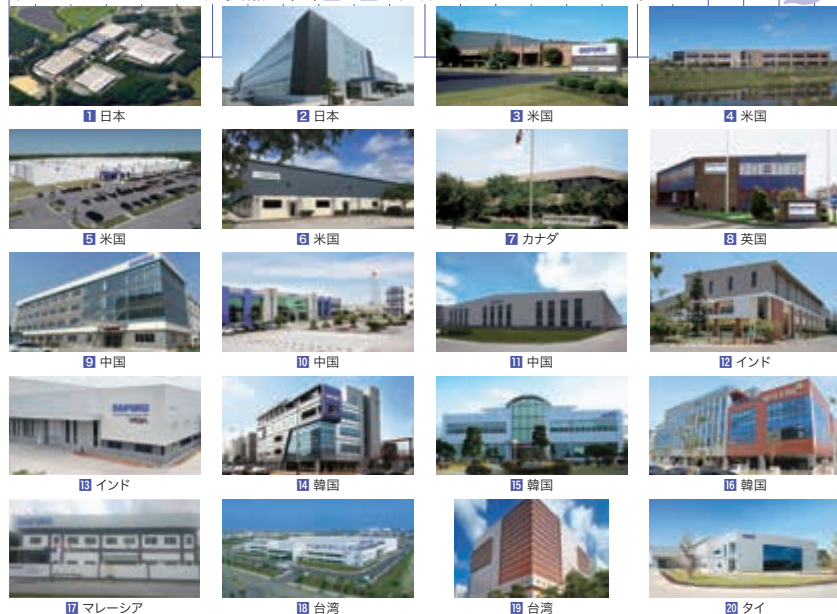 1 日本
2 日本
3 米国
4 米国
5 米国
6 米国
7 カナダ
8 英国
9 中国
10 中国
11 中国
12 インド
13 インド
14 韓国
15 韓国
16 韓国
17 マレーシア
18 台湾
19 台湾
20 タイ